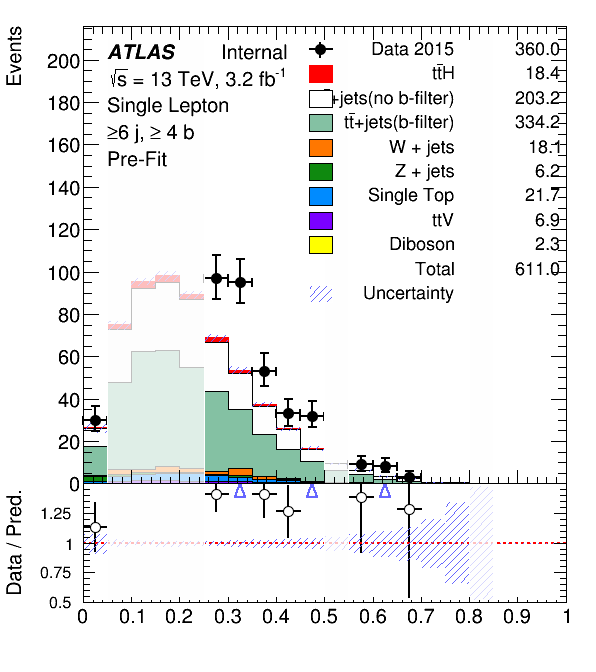 Events
ATLAS Internal
√s = 13 TeV, 3.2 fb-1
Single Lepton
≥6 j, ≥ 4 b
Pre-Fit
Data 2015 360.0
tt̄H 18.4
+jets(no b-filter) 203.2
tt̄+jets(b-filter) 334.2
W + jets 18.1
Z + jets 6.2
Single Top 21.7
ttV 6.9
Diboson 2.3
Total 611.0
Uncertainty
200
180
160
140
120
100
80
60
40
20
0
Data / Pred.
1.25
1
0.75
0.5
0 0.1 0.2 0.3 0.4 0.5 0.6 0.7 0.8 0.9 1